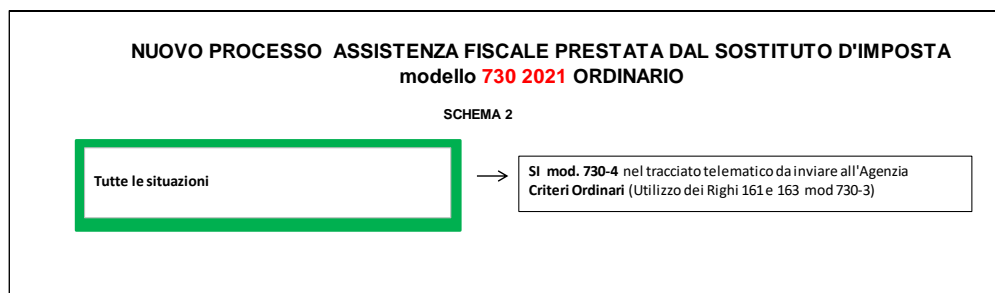 NUOVO PROCESSO ASSISTENZA FISCALE PRESTATA DAL SOSTITUTO D'IMPOSTA
modello 730 2021 ORDINARIO
SCHEMA 2
Tutte le situazioni
SI mod. 730-4 nel tracciato telematico da inviare all'Agenzia
Criteri Ordinari (Utilizzo dei Righi 161 e 163 mod 730-3)